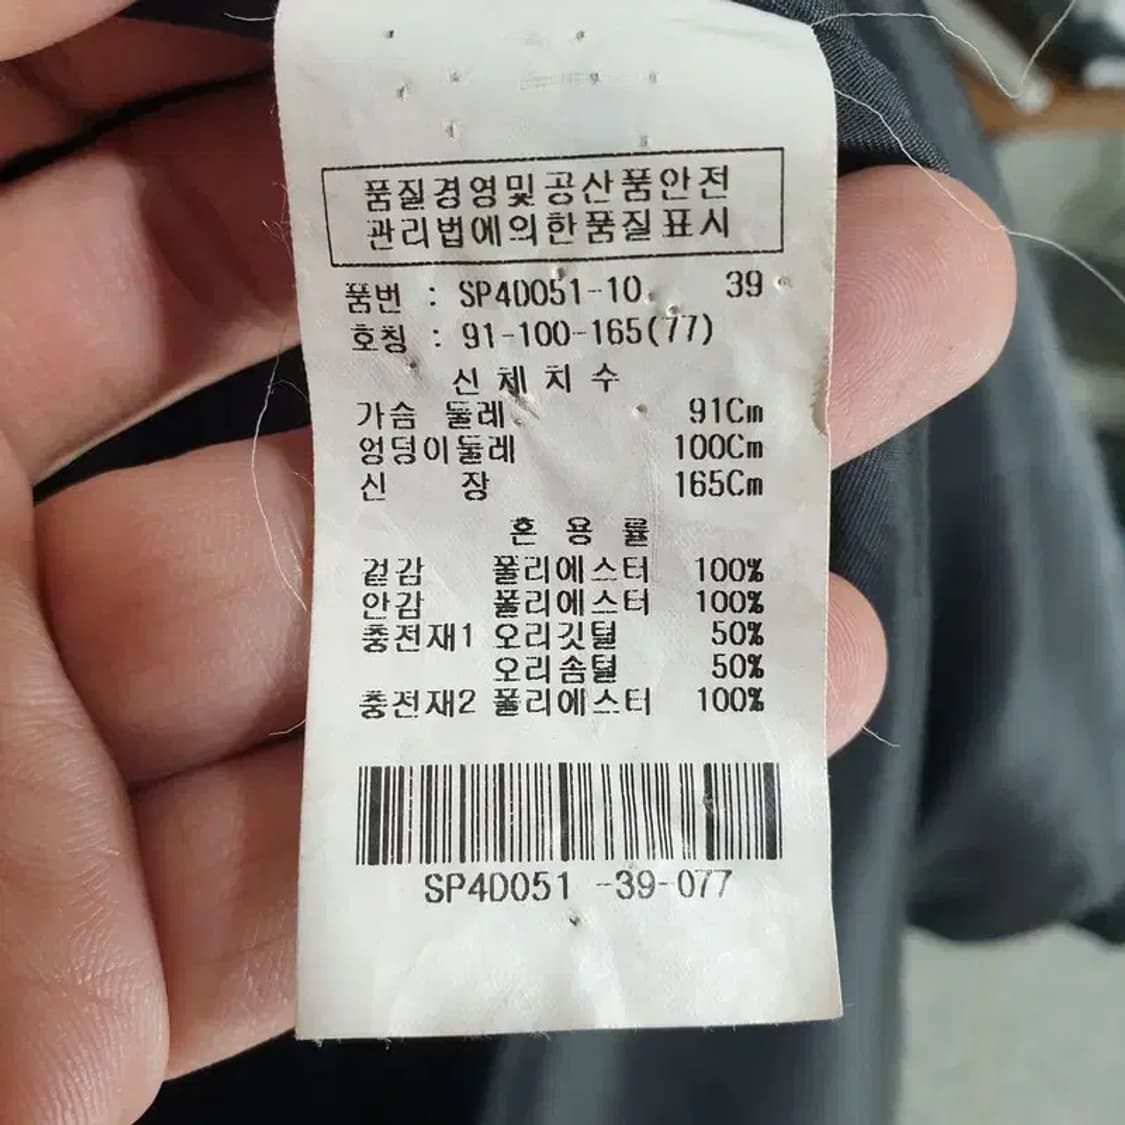 품질경영및공산품안전
관리법에의한품질표시
품번 : SP4D051-10. 39
호칭 : 91-100-165(77)
신체치수
가슴 둘레 91Cm
엉덩이둘레 100Cm
신 장 165Cm
혼용률
겉감 폴리에스터 100%
안감 폴리에스터 100%
충전재1 오리깃털 50%
오리솜털 50%
충전재2 폴리에스터 100%
SP4D051 -39-077